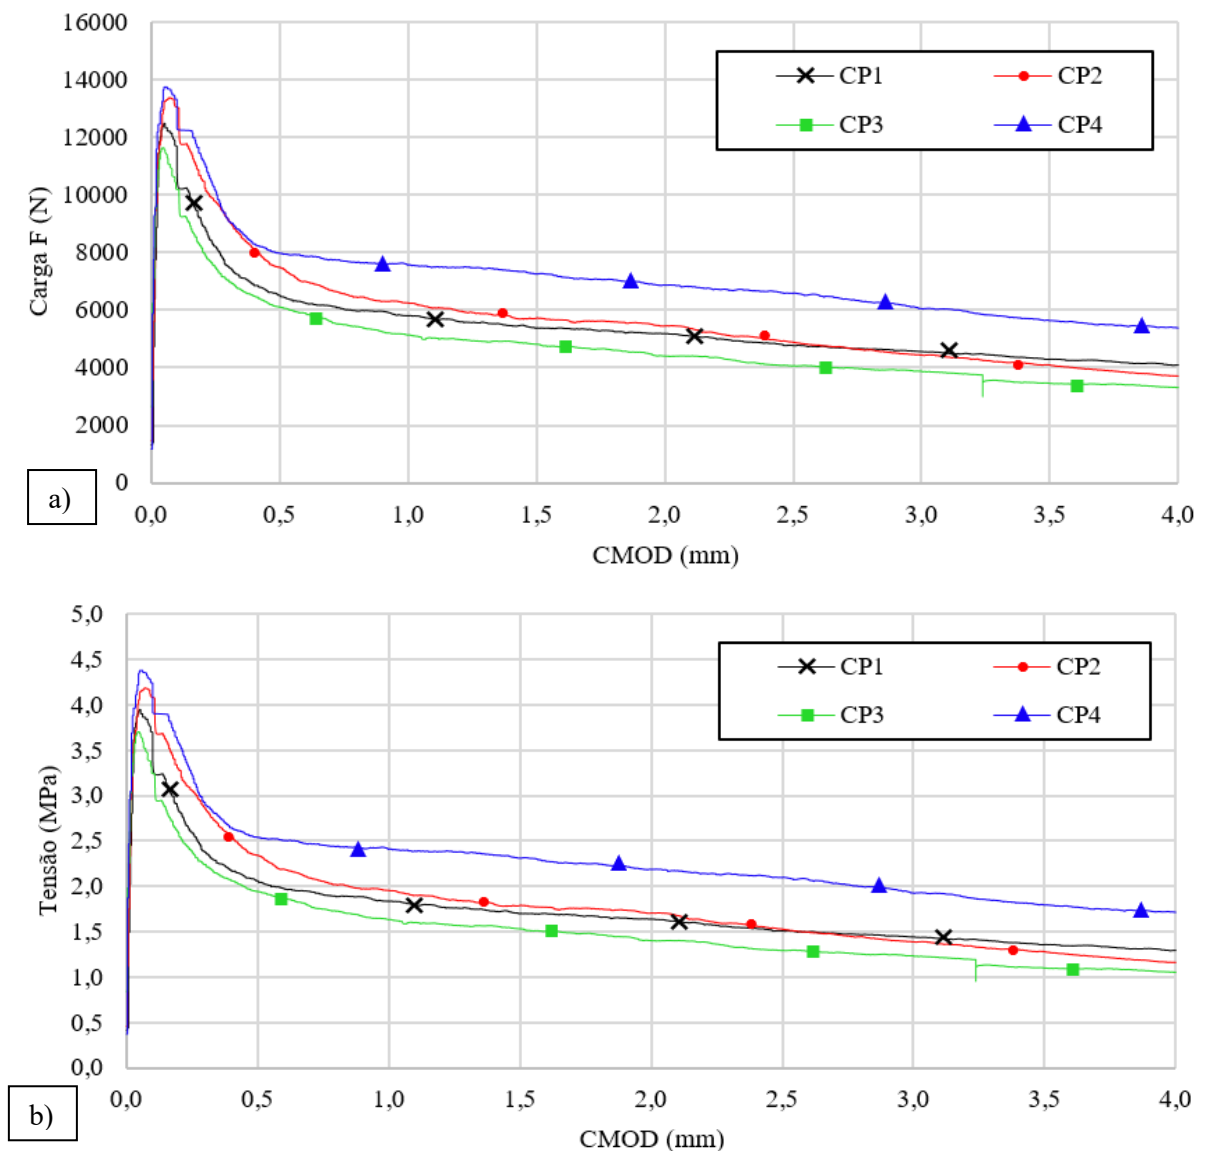 16000
14000
12000
10000
8000
6000
4000
2000
0
Carga F (N)
CP1 CP2
CP3 CP4
a)
0,0 0,5 1,0 1,5 2,0 2,5 3,0 3,5 4,0
CMOD (mm)
5,0
4,5
4,0
3,5
3,0
2,5
2,0
1,5
1,0
0,5
0,0
Tensão (MPa)
CP1 CP2
CP3 CP4
b)
0,0 0,5 1,0 1,5 2,0 2,5 3,0 3,5 4,0
CMOD (mm)